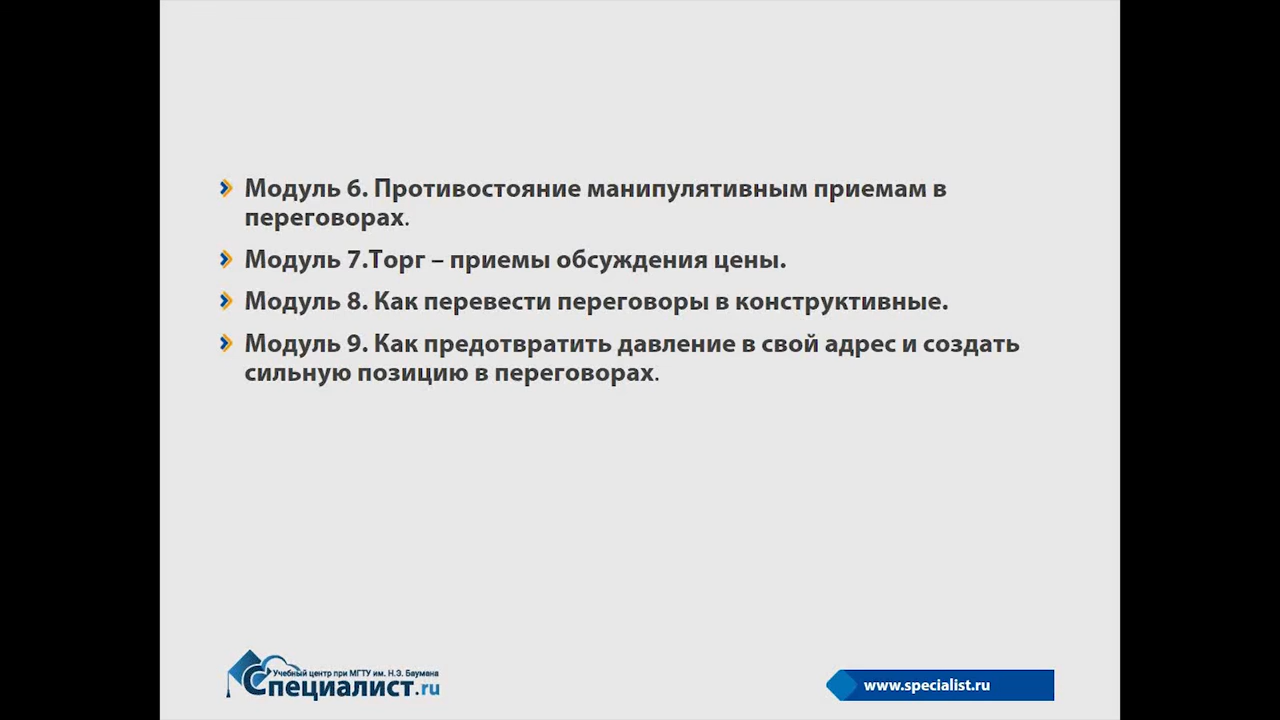 Модуль 6. Противостояние манипулятивным приемам в
переговорах.
Модуль 7.Торг – приемы обсуждения цены.
Модуль 8. Как перевести переговоры в конструктивные.
Модуль 9. Как предотвратить давление в свой адрес и создать
сильную позицию в переговорах.
Учебный центр при МГТУ им. Н.Э. Баумана
Специалист.ru
www.specialist.ru